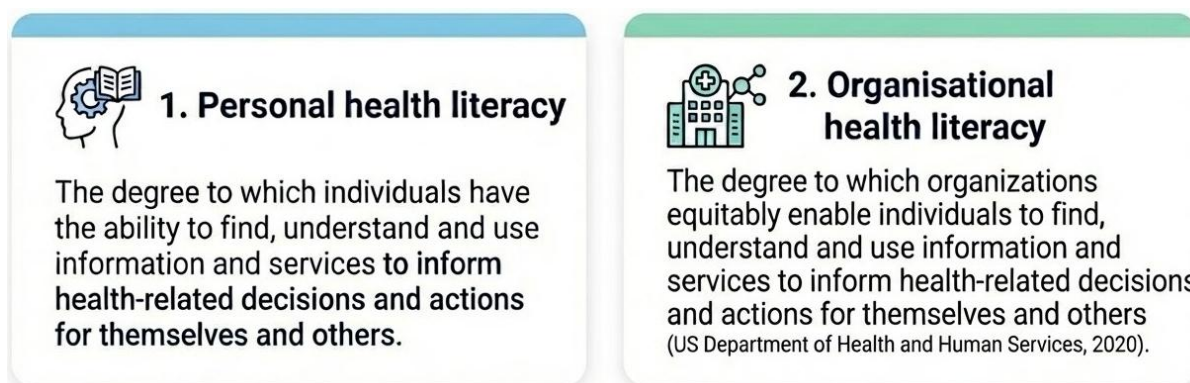 1. Personal health literacy
The degree to which individuals have
the ability to find, understand and use
information and services to inform
health-related decisions and actions
for themselves and others.
2. Organisational
health literacy
The degree to which organizations
equitably enable individuals to find,
understand and use information and
services to inform health-related decisions
and actions for themselves and others
(US Department of Health and Human Services, 2020).